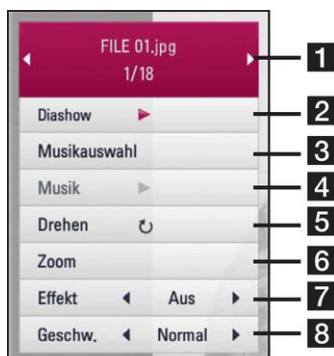 FILE 01.jpg
1/18
1
Diashow
2
Musikauswahl
3
Musik
4
Drehen
5
Zoom
6
Effekt Aus
7
Geschw. Normal
8